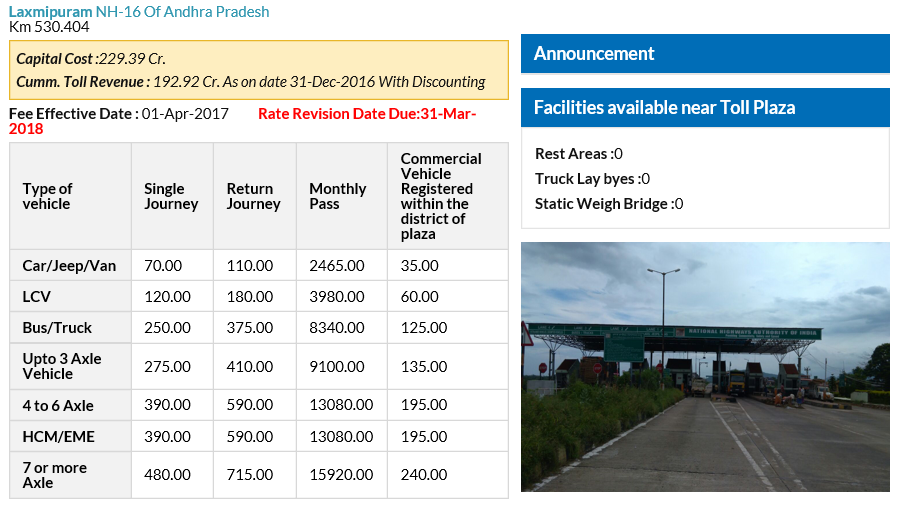 Laxmipuram NH-16 Of Andhra Pradesh
Km 530.404
Capital Cost :229.39 Cr.
Cumm. Toll Revenue : 192.92 Cr. As on date 31-Dec-2016 With Discounting
Fee Effective Date : 01-Apr-2017 Rate Revision Date Due:31-Mar-
2018
Type of vehicle Single Journey Return Journey Monthly Pass Commercial Vehicle Registered within the district of plaza
Car/Jeep/Van 70.00 110.00 2465.00 35.00
LCV 120.00 180.00 3980.00 60.00
Bus/Truck 250.00 375.00 8340.00 125.00
Upto 3 Axle Vehicle 275.00 410.00 9100.00 135.00
4 to 6 Axle 390.00 590.00 13080.00 195.00
HCM/EME 390.00 590.00 13080.00 195.00
7 or more Axle 480.00 715.00 15920.00 240.00
Announcement
Facilities available near Toll Plaza
Rest Areas :0
Truck Lay byes :0
Static Weigh Bridge :0
NATIONAL HIGHWAYS AUTHORITY OF INDIA